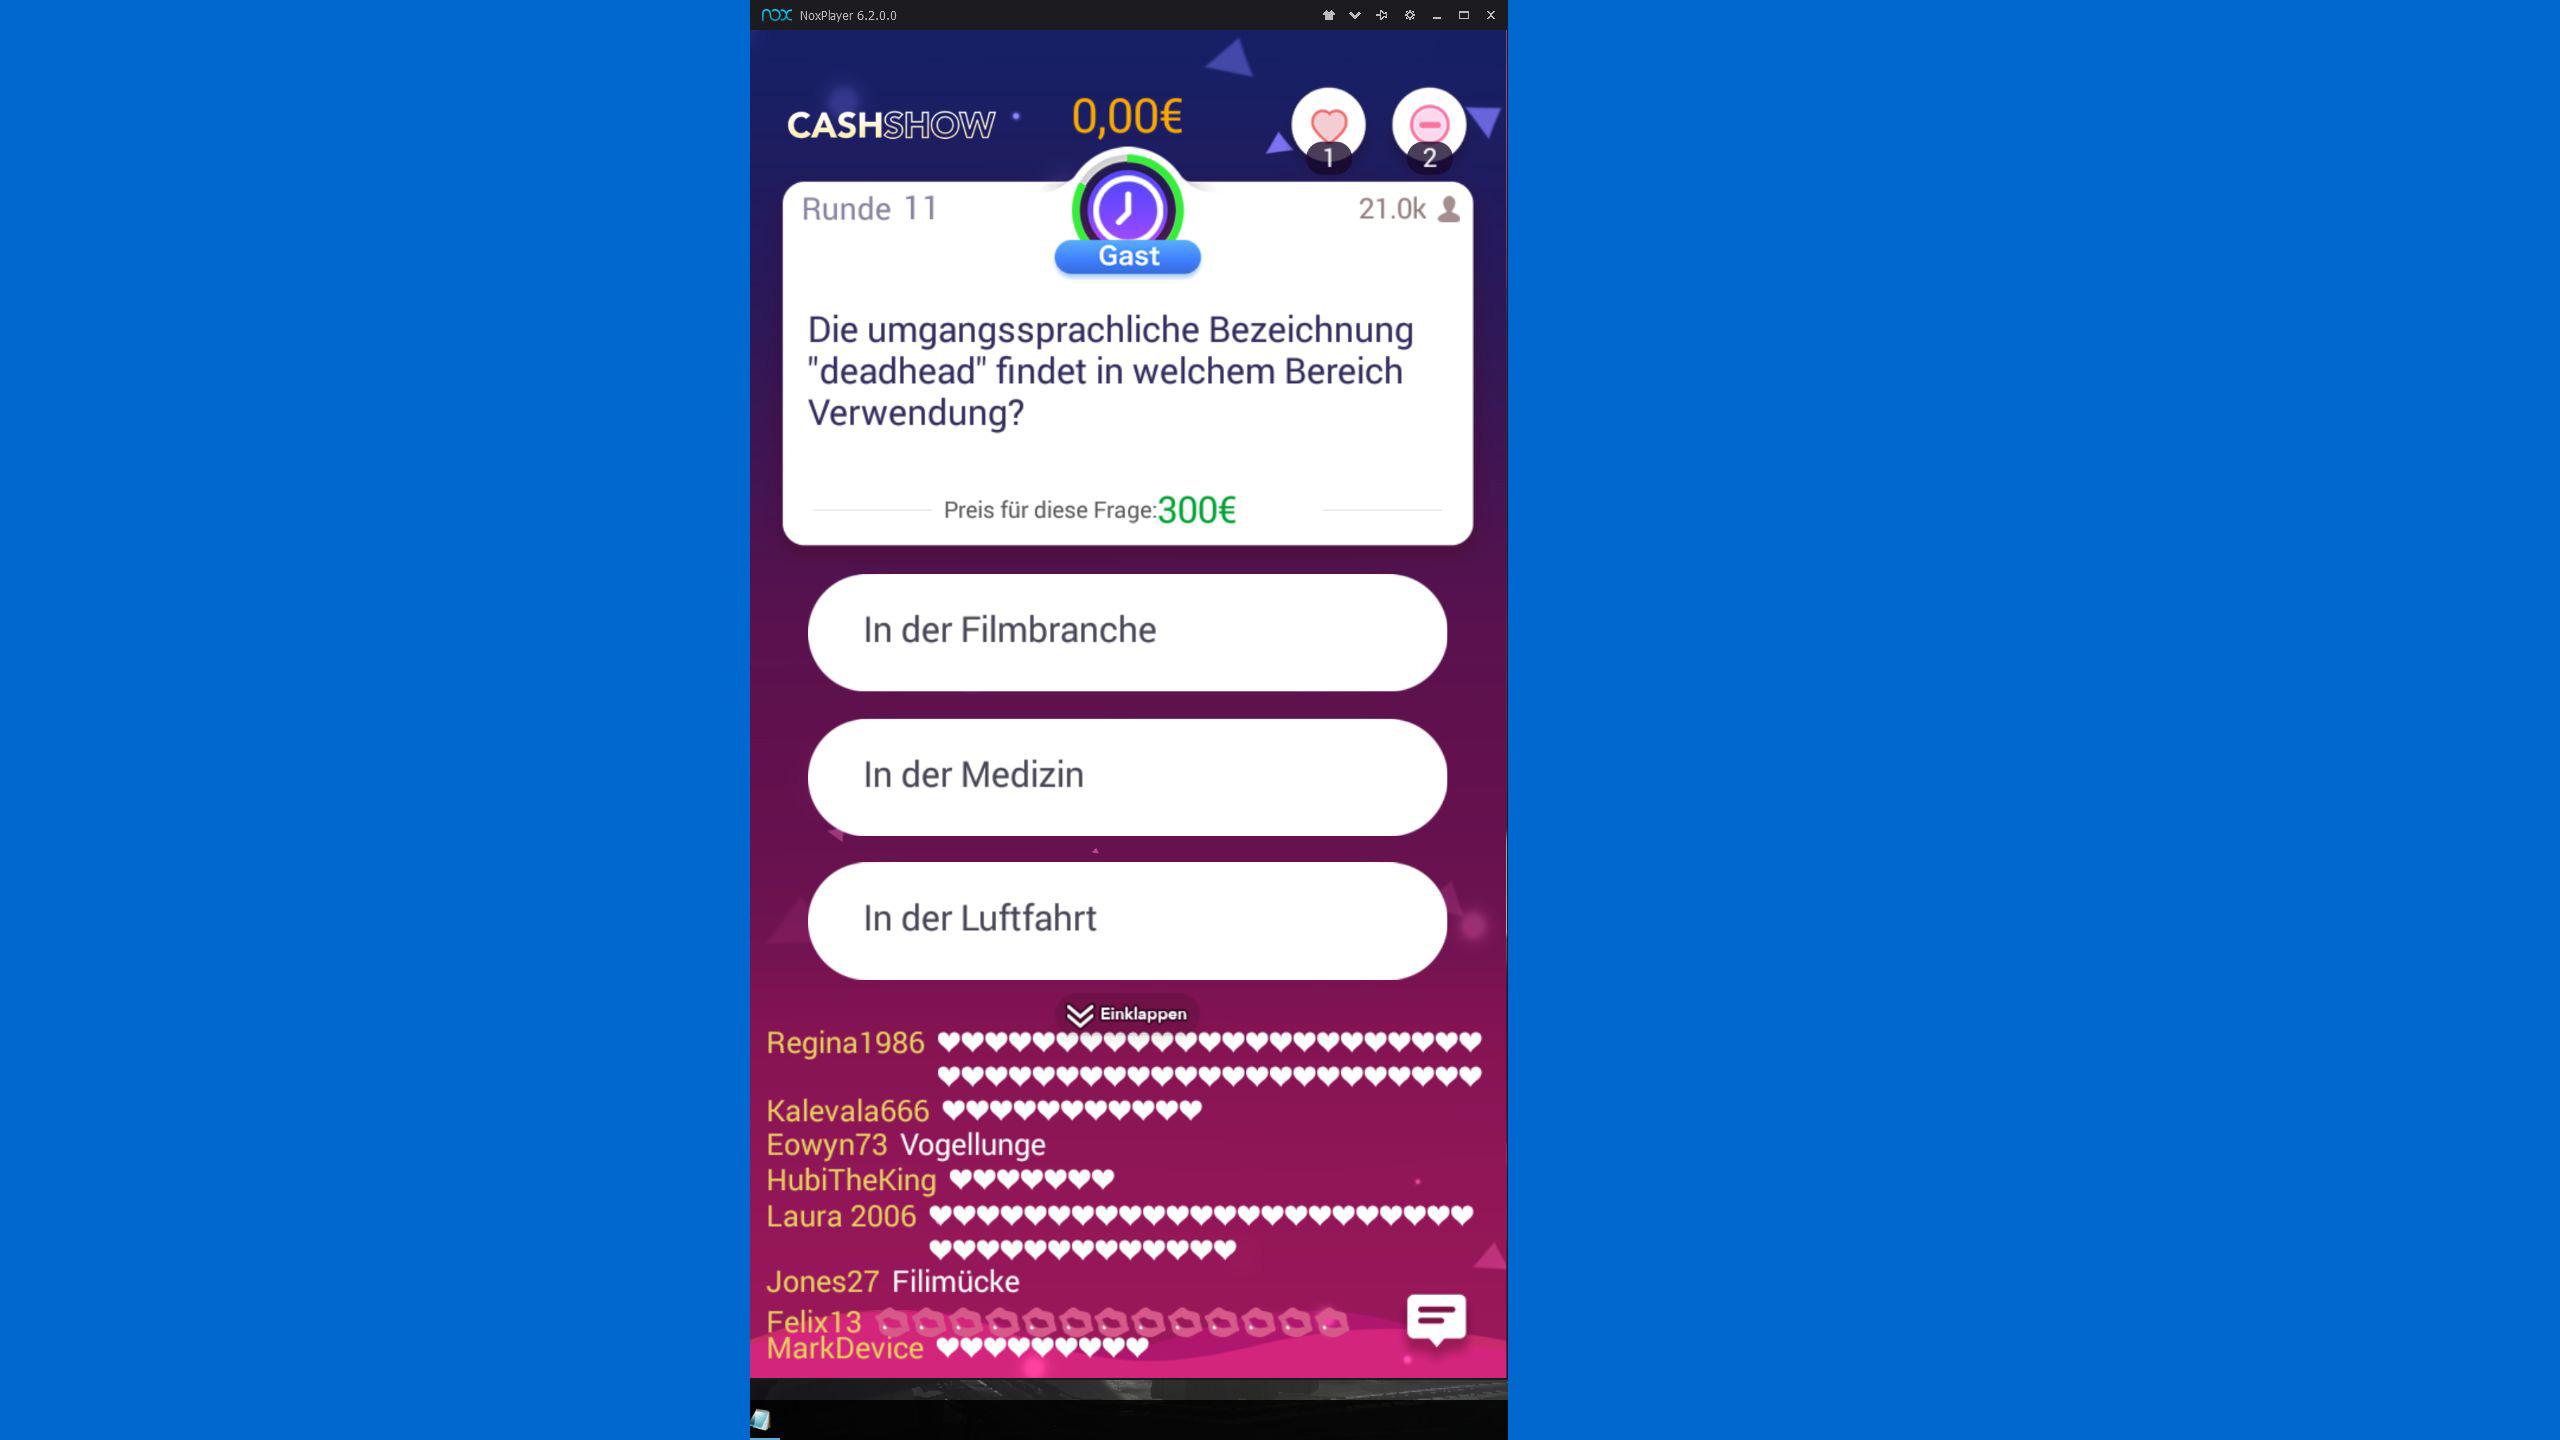 nox NoxPlayer 6.2.0.0
CASHSHOW
0,00€
1
2
Runde 11
21.0k
Gast
Die umgangssprachliche Bezeichnung
"deadhead" findet in welchem Bereich
Verwendung?
Preis für diese Frage:300€
In der Filmbranche
In der Medizin
In der Luftfahrt
Einklappen
Regina1986 ♥♥♥♥♥♥♥♥♥♥♥♥♥♥♥♥♥♥♥♥♥♥♥
♥♥♥♥♥♥♥♥♥♥♥♥♥♥♥♥♥♥♥♥♥♥♥
Kalevala666 ♥♥♥♥♥♥♥♥♥♥♥
Eowyn73 Vogellunge
HubiTheKing ♥♥♥♥♥♥♥
Laura 2006 ♥♥♥♥♥♥♥♥♥♥♥♥♥♥♥♥♥♥♥♥♥♥♥
♥♥♥♥♥♥♥♥♥♥♥♥♥
Jones27 Filimücke
Felix13
MarkDevice ♥♥♥♥♥♥♥♥♥